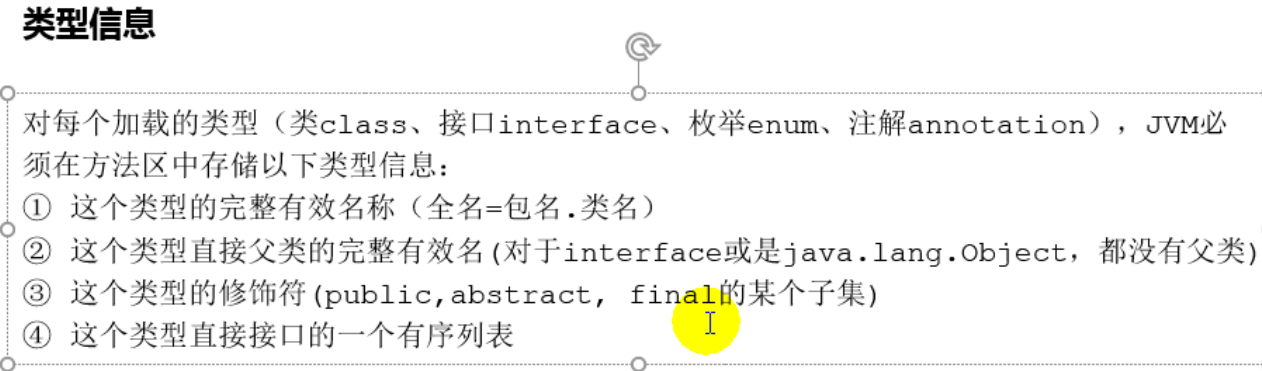 类型信息
对每个加载的类型（类class、接口interface、枚举enum、注解annotation），JVM必
须在方法区中存储以下类型信息：
① 这个类型的完整有效名称（全名=包名.类名）
② 这个类型直接父类的完整有效名(对于interface或是java.lang.Object，都没有父类)
③ 这个类型的修饰符(public,abstract, final的某个子集)
④ 这个类型直接接口的一个有序列表